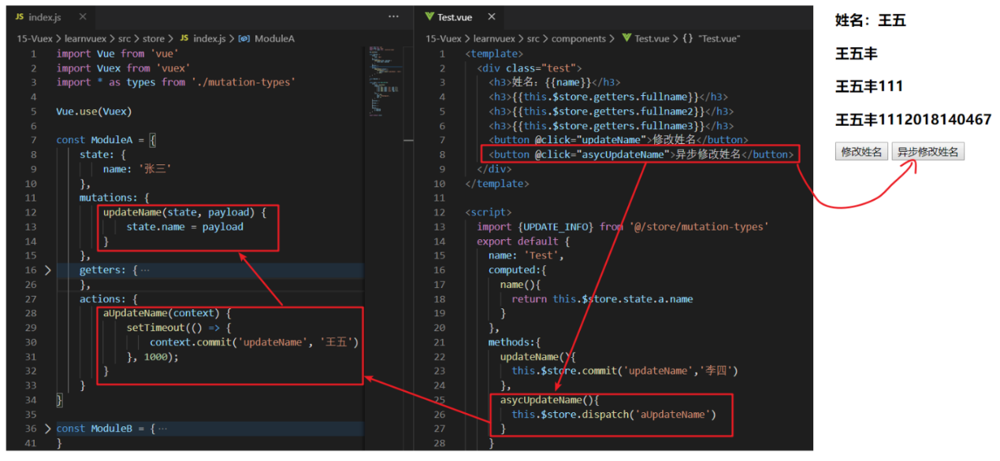 JS index.js ×
···
15-Vuex > learnvuex > src > store > JS index.js > ModuleA
1 import Vue from 'vue'
2 import Vuex from 'vuex'
3 import * as types from './mutation-types'
4
5 Vue.use(Vuex)
6
7 const ModuleA = {
8 state: {
9 name: '张三'
10 },
11 mutations: {
12 updateName(state, payload) {
13 state.name = payload
14 }
15 },
16 getters: {···
26 },
27 actions: {
28 aUpdateName(context) {
29 setTimeout(() => {
30 context.commit('updateName', '王五')
31 }, 1000);
32 }
33 }
34 }
35
36 const ModuleB = {···
41 }
Test.vue ×
15-Vuex > learnvuex > src > components > Test.vue > {} "Test.vue"
1 <template>
2 <div class="test">
3 <h3>姓名: {{name}}</h3>
4 <h3>{{this.$store.getters.fullname}}</h3>
5 <h3>{{this.$store.getters.fullname2}}</h3>
6 <h3>{{this.$store.getters.fullname3}}</h3>
7 <button @click="updateName">修改姓名</button>
8 <button @click="asycUpdateName">异步修改姓名</button>
9 </div>
10 </template>
11
12 <script>
13 import {UPDATE_INFO} from '@/store/mutation-types'
14 export default {
15 name: 'Test',
16 computed:{
17 name(){
18 return this.$store.state.a.name
19 }
20 },
21 methods:{
22 updateName(){
23 this.$store.commit('updateName','李四')
24 },
25 asycUpdateName(){
26 this.$store.dispatch('aUpdateName')
27 }
28 }
姓名: 王五
王五丰
王五丰111
王五丰1112018140467
修改姓名 异步修改姓名